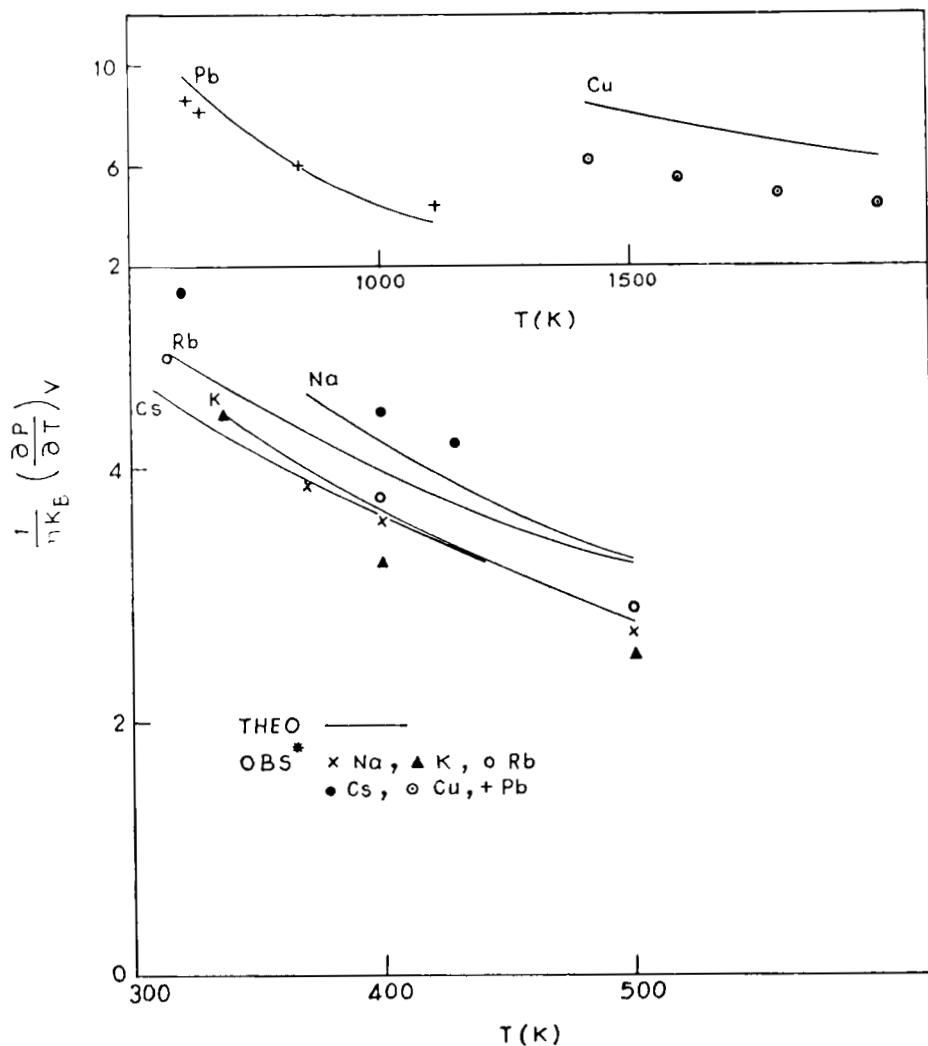 10
Pb
Cu
6
2
1000
1500
T(K)
Rb
Na
Cs
K
4
1/ηK_B (∂P/∂T)_V
THEO
2
OBS* × Na, ▲ K, o Rb
● Cs, ⊙ Cu, + Pb
0
300
400
500
T(K)